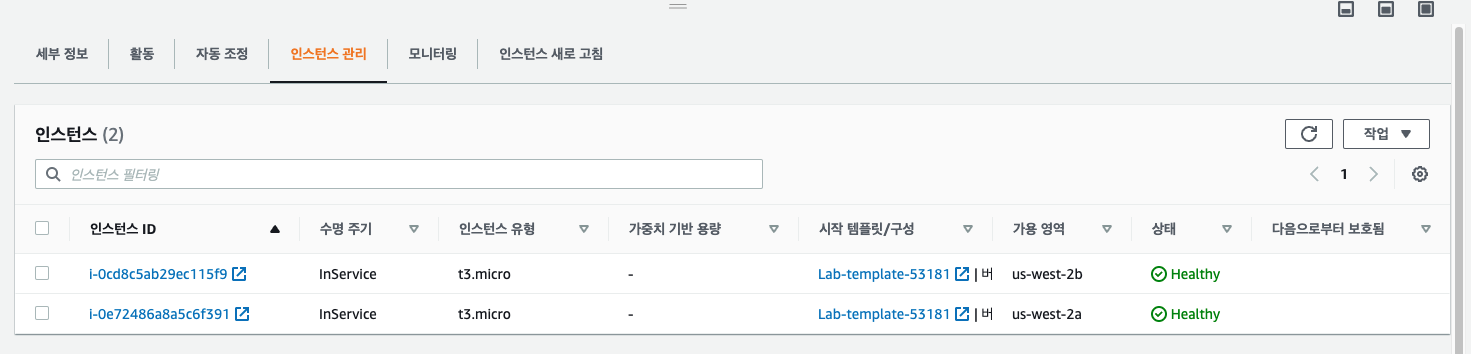 세부 정보 활동 자동 조정 인스턴스 관리 모니터링 인스턴스 새로 고침
인스턴스 (2)
작업
인스턴스 필터링
1
인스턴스 ID 수명 주기 인스턴스 유형 가중치 기반 용량 시작 템플릿/구성 가용 영역 상태 다음으로부터 보호됨
i-0cd8c5ab29ec115f9 InService t3.micro - Lab-template-53181 | 버 us-west-2b Healthy
i-0e72486a8a5c6f391 InService t3.micro - Lab-template-53181 | 버 us-west-2a Healthy